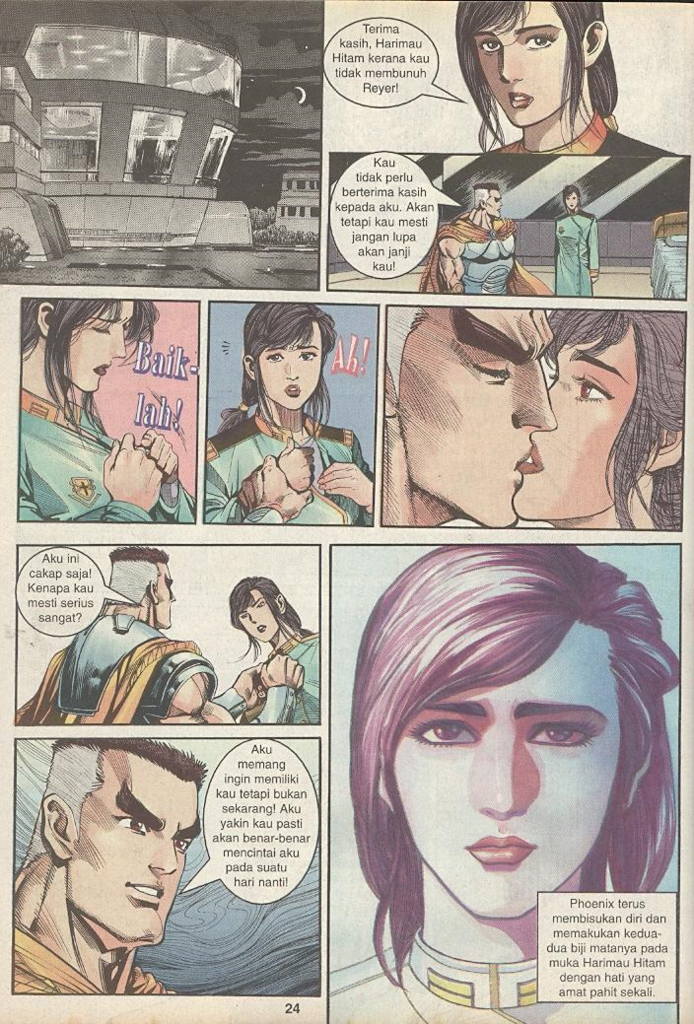 Terima
kasih, Harimau
Hitam kerana kau
tidak membunuh
Reyer!
Kau
tidak perlu
berterima kasih
kepada aku. Akan
tetapi kau mesti
jangan lupa
akan janji
kau!
Baik-
lah!
Ah!
Aku ini
cakap saja!
Kenapa kau
mesti serius
sangat?
Aku
memang
ingin memiliki
kau tetapi bukan
sekarang! Aku
yakin kau pasti
akan benar-benar
mencintai aku
pada suatu
hari nanti!
Phoenix terus
membisukan diri dan
memakukan kedua-
dua biji matanya pada
muka Harimau Hitam
dengan hati yang
amat pahit sekali.
24